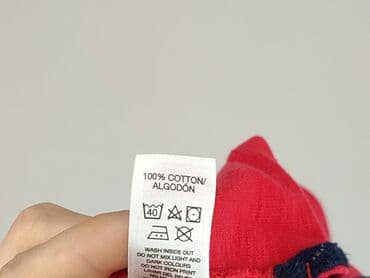 100% COTTON/
ALGODÓN
40
WASH INSIDE OUT
DO NOT MIX LIGHT AND
DARK COLOURS
DO NOT IRON PRINT